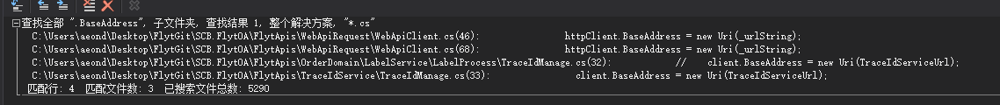 查找全部 ".BaseAddress", 子文件夹, 查找结果 1, 整个解决方案, "*.cs"
C:\Users\aeond\Desktop\FlytGit\SCB.FlytOA\FlytApis\WebApiRequest\WebApiClient.cs(46):                httpClient.BaseAddress = new Uri(_urlString);
C:\Users\aeond\Desktop\FlytGit\SCB.FlytOA\FlytApis\WebApiRequest\WebApiClient.cs(68):                httpClient.BaseAddress = new Uri(_urlString);
C:\Users\aeond\Desktop\FlytGit\SCB.FlytOA\FlytApis\OrderDomain\LabelService\LabelProcess\TraceIdManage.cs(32):            //    client.BaseAddress = new Uri(TraceIdServiceUrl);
C:\Users\aeond\Desktop\FlytGit\SCB.FlytOA\FlytApis\TraceIdService\TraceIdManage.cs(33):                client.BaseAddress = new Uri(TraceIdServiceUrl);
匹配行: 4  匹配文件数: 3  已搜索文件总数: 5290